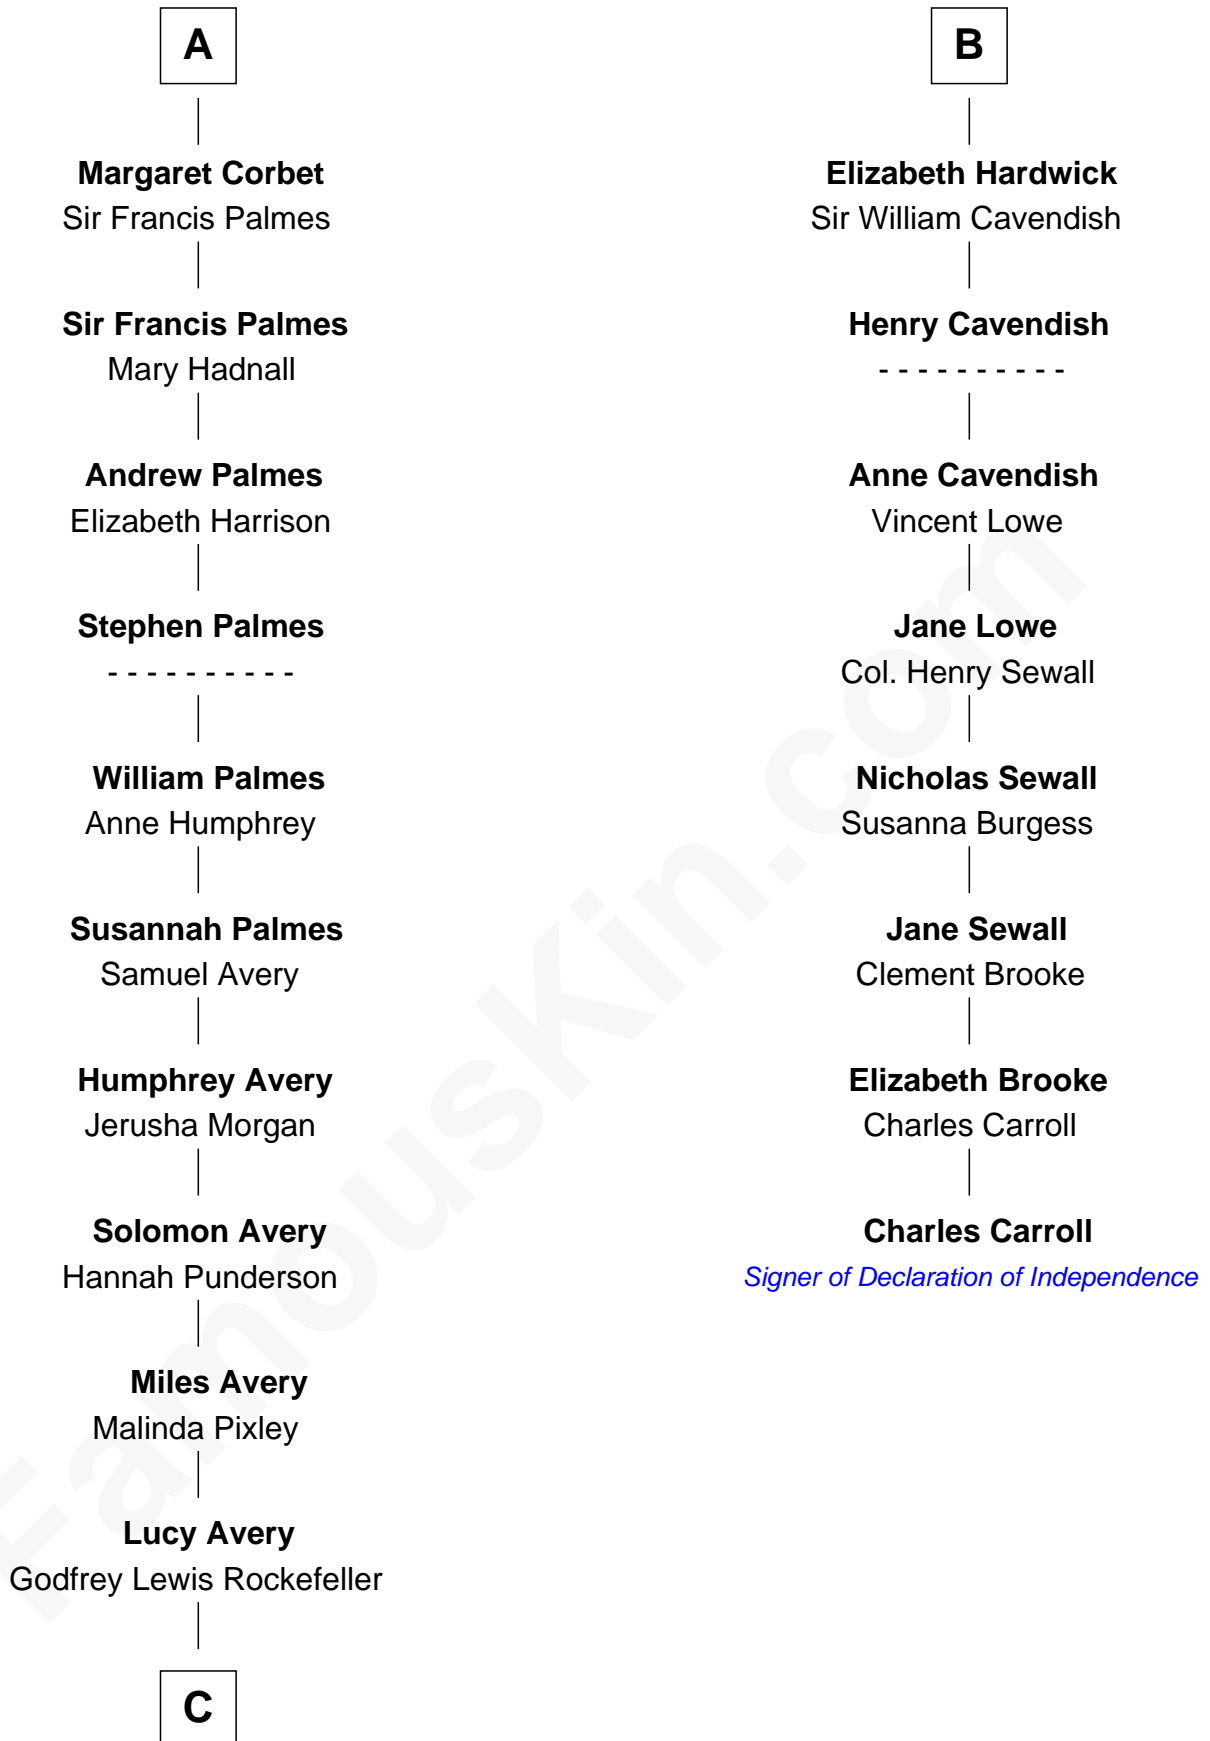 A
Margaret Corbet
Sir Francis Palmes
Sir Francis Palmes
Mary Hadnall
Andrew Palmes
Elizabeth Harrison
Stephen Palmes
- - - - - - - - - -
William Palmes
Anne Humphrey
Susannah Palmes
Samuel Avery
Humphrey Avery
Jerusha Morgan
Solomon Avery
Hannah Punderson
Miles Avery
Malinda Pixley
Lucy Avery
Godfrey Lewis Rockefeller
C
B
Elizabeth Hardwick
Sir William Cavendish
Henry Cavendish
- - - - - - - - - -
Anne Cavendish
Vincent Lowe
Jane Lowe
Col. Henry Sewall
Nicholas Sewall
Susanna Burgess
Jane Sewall
Clement Brooke
Elizabeth Brooke
Charles Carroll
Charles Carroll
Signer of Declaration of Independence
FamousKin.com